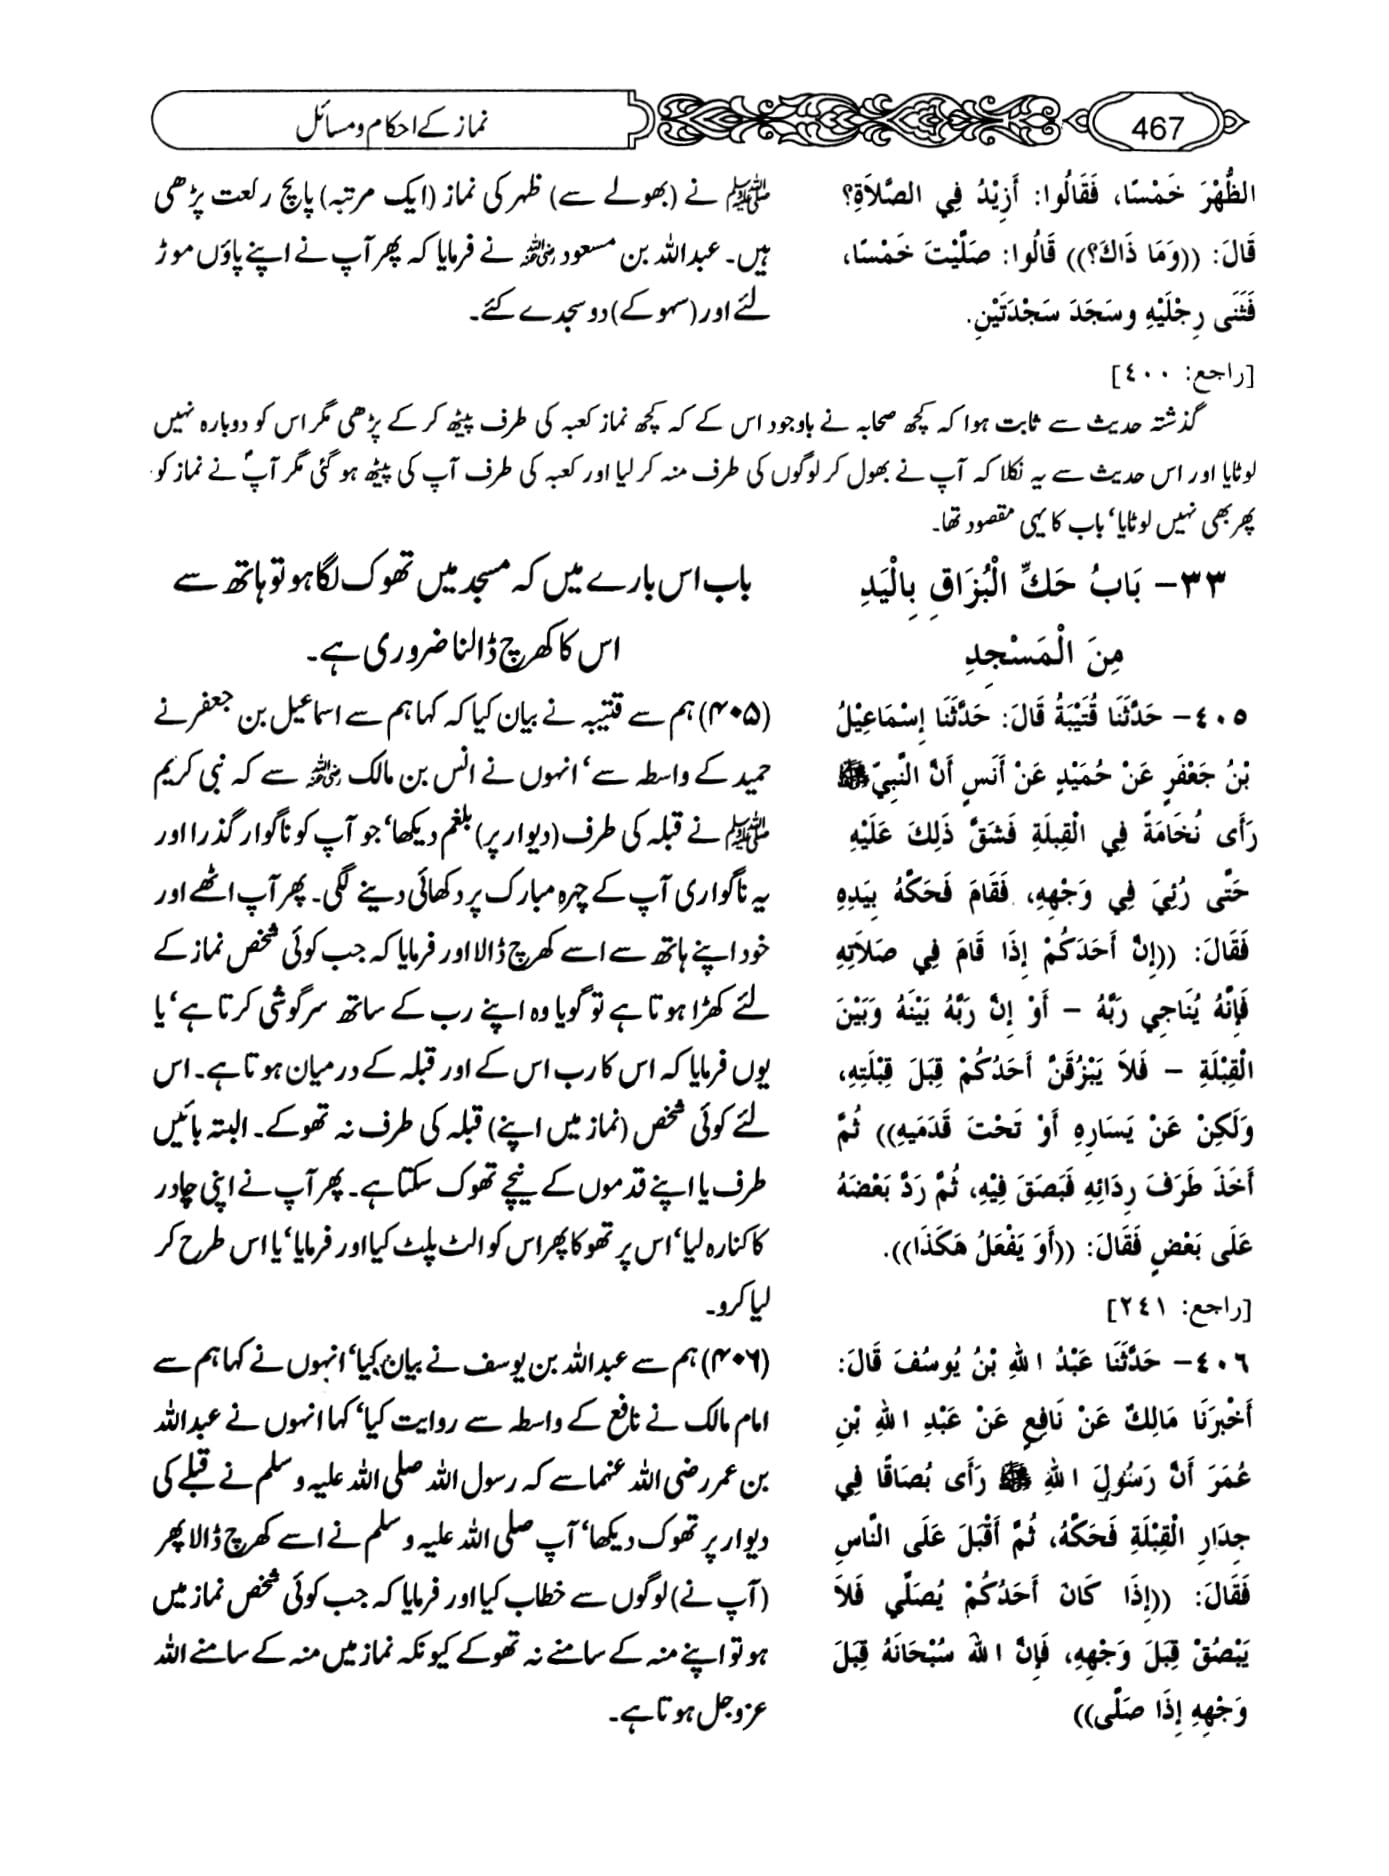 467
نماز کے احکام و مسائل
الظُّهْرَ خَمْسًا، فَقَالُوا: أَزِيْدُ فِي الصَّلاَةِ؟
قَالَ: ((وَمَا ذَاكَ؟)) قَالُوا: صَلَّيْتَ خَمْسًا،
فَثَنَى رِجْلَيْهِ وسَجَدَ سَجْدَتَيْنِ.
[راجع: ٤٠٠]
ﷺ نے (بھولے سے) ظہر کی نماز (ایک مرتبہ) پانچ رکعت پڑھی
ہیں۔ عبداللہ بن مسعود رضی اللہ عنہ نے فرمایا کہ پھر آپ نے اپنے پاؤں موڑ
لئے اور (سہو کے) دو سجدے کئے۔
گذشتہ حدیث سے ثابت ہوا کہ کچھ صحابہ نے باوجود اس کے کہ کچھ نماز کعبہ کی طرف پیٹھ کر کے پڑھی مگر اس کو دوبارہ نہیں
لوٹایا اور اس حدیث سے یہ نکلا کہ آپ نے بھول کر لوگوں کی طرف منہ کر لیا اور کعبہ کی طرف آپ کی پیٹھ ہو گئی مگر آپؐ نے نماز کو
پھر بھی نہیں لوٹایا‘ باب کا یہی مقصود تھا۔
٣٣- بَابُ حَكِّ الْبُزَاقِ بِالْيَدِ
مِنَ الْمَسْجِدِ
باب اس بارے میں کہ مسجد میں تھوک لگا ہو تو ہاتھ سے
اس کا کھرچ ڈالنا ضروری ہے۔
٤٠٥- حَدَّثَنَا قُتَيْبَةُ قَالَ: حَدَّثَنَا إِسْمَاعِيْلُ
بْنُ جَعْفَرٍ عَنْ حُمَيْدٍ عَنْ أَنَسٍ أَنَّ النَّبِيَّ ﷺ
رَأَى نُخَامَةً فِي الْقِبلَةِ فَشَقَّ ذَلِكَ عَلَيْهِ
حَتَّى رُئِيَ فِي وَجْهِهِ، فَقَامَ فَحَكَّهُ بِيَدِهِ
فَقَالَ: ((إِنَّ أَحَدَكُمْ إِذَا قَامَ فِي صَلاَتِهِ
فَإِنَّهُ يُنَاجِي رَبَّهُ – أَوْ إِنَّ رَبَّهُ بَيْنَهُ وَبَيْنَ
الْقِبْلَةِ – فَلاَ يَبْزُقَنَّ أَحَدُكُمْ قِبَلَ قِبْلَتِهِ،
وَلَكِنْ عَنْ يَسَارِهِ أَوْ تَحْتَ قَدَمَيهِ)) ثُمَّ
أَخَذَ طَرَفَ رِدَائِهِ فَبَصَقَ فِيْهِ، ثُمَّ رَدَّ بَعْضَهُ
عَلَى بَعْضٍ فَقَالَ: ((أَوَ يَفْعَلُ هَكَذَا)).
[راجع: ٢٤١]
(۴۰۵) ہم سے قتیبہ نے بیان کیا کہ کہا ہم سے اسماعیل بن جعفر نے
حمید کے واسطہ سے‘ انہوں نے انس بن مالک رضی اللہ عنہ سے کہ نبی کریم
ﷺ نے قبلہ کی طرف (دیوار پر) بلغم دیکھا‘ جو آپ کو ناگوار گذرا اور
یہ ناگواری آپ کے چہرہ مبارک پر دکھائی دینے لگی۔ پھر آپ اٹھے اور
خود اپنے ہاتھ سے اسے کھرچ ڈالا اور فرمایا کہ جب کوئی شخص نماز کے
لئے کھڑا ہوتا ہے تو گویا وہ اپنے رب کے ساتھ سرگوشی کرتا ہے‘ یا
یوں فرمایا کہ اس کا رب اس کے اور قبلہ کے درمیان ہوتا ہے۔ اس
لئے کوئی شخص (نماز میں اپنے) قبلہ کی طرف نہ تھوکے۔ البتہ بائیں
طرف یا اپنے قدموں کے نیچے تھوک سکتا ہے۔ پھر آپ نے اپنی چادر
کا کنارہ لیا‘ اس پر تھوکا پھر اس کو الٹ پلٹ کیا اور فرمایا‘ یا اس طرح کر
لیا کرو۔
٤٠٦- حَدَّثَنَا عَبْدُ اللهِ بْنُ يُوسُفَ قَالَ:
أَخْبَرَنَا مَالِكٌ عَنْ نَافِعٍ عَنْ عَبْدِ اللهِ بْنِ
عُمَرَ أَنَّ رَسُولَ اللهِ ﷺ رَأَى بُصَاقًا فِي
جِدَارِ الْقِبْلَةِ فَحَكَّهُ، ثُمَّ أَقْبَلَ عَلَى النَّاسِ
فَقَالَ: ((إِذَا كَانَ أَحَدُكُمْ يُصَلِّي فَلاَ
يَبْصُقْ قِبَلَ وَجْهِهِ، فَإِنَّ اللهَ سُبْحَانَهُ قِبَلَ
وَجْهِهِ إِذَا صَلَّى))
(۴۰۶) ہم سے عبداللہ بن یوسف نے بیان کیا‘ انہوں نے کہا ہم سے
امام مالک نے نافع کے واسطہ سے روایت کیا‘ کہا انہوں نے عبداللہ
بن عمر رضی اللہ عنہما سے کہ رسول اللہ صلی اللہ علیہ و سلم نے قبلے کی
دیوار پر تھوک دیکھا‘ آپ صلی اللہ علیہ و سلم نے اسے کھرچ ڈالا پھر
(آپ نے) لوگوں سے خطاب کیا اور فرمایا کہ جب کوئی شخص نماز میں
ہو تو اپنے منہ کے سامنے نہ تھوکے کیونکہ نماز میں منہ کے سامنے اللہ
عزوجل ہوتا ہے۔